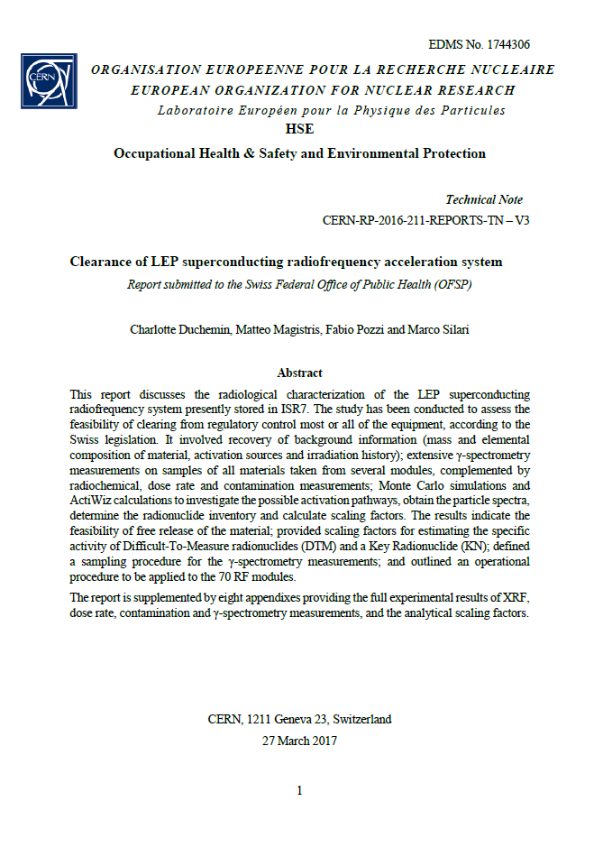 EDMS No. 1744306
CERN
ORGANISATION EUROPEENNE POUR LA RECHERCHE NUCLEAIRE
EUROPEAN ORGANIZATION FOR NUCLEAR RESEARCH
Laboratoire Européen pour la Physique des Particules
HSE
Occupational Health & Safety and Environmental Protection
Technical Note
CERN-RP-2016-211-REPORTS-TN – V3
Clearance of LEP superconducting radiofrequency acceleration system
Report submitted to the Swiss Federal Office of Public Health (OFSP)
Charlotte Duchemin, Matteo Magistris, Fabio Pozzi and Marco Silari
Abstract
This report discusses the radiological characterization of the LEP superconducting
radiofrequency system presently stored in ISR7. The study has been conducted to assess the
feasibility of clearing from regulatory control most or all of the equipment, according to the
Swiss legislation. It involved recovery of background information (mass and elemental
composition of material, activation sources and irradiation history); extensive γ-spectrometry
measurements on samples of all materials taken from several modules, complemented by
radiochemical, dose rate and contamination measurements; Monte Carlo simulations and
ActiWiz calculations to investigate the possible activation pathways, obtain the particle spectra,
determine the radionuclide inventory and calculate scaling factors. The results indicate the
feasibility of free release of the material; provided scaling factors for estimating the specific
activity of Difficult-To-Measure radionuclides (DTM) and a Key Radionuclide (KN); defined
a sampling procedure for the γ-spectrometry measurements; and outlined an operational
procedure to be applied to the 70 RF modules.
The report is supplemented by eight appendixes providing the full experimental results of XRF,
dose rate, contamination and γ-spectrometry measurements, and the analytical scaling factors.
CERN, 1211 Geneva 23, Switzerland
27 March 2017
1